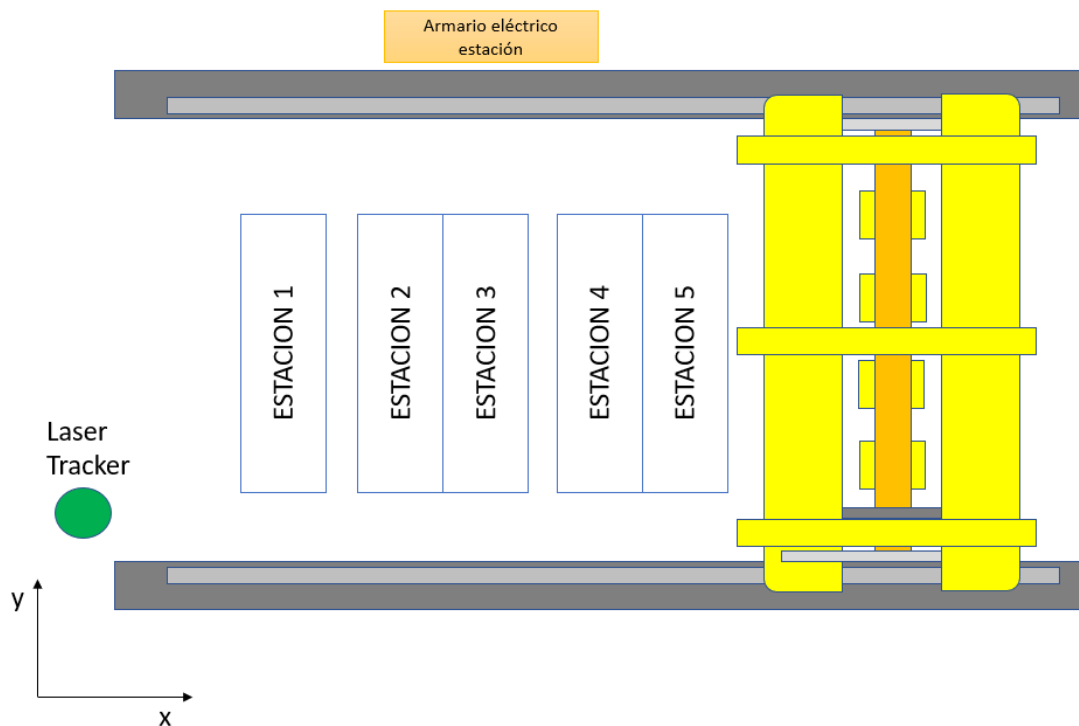 Armario eléctrico
estación
ESTACION 1
ESTACION 2
ESTACION 3
ESTACION 4
ESTACION 5
Laser
Tracker
y
x